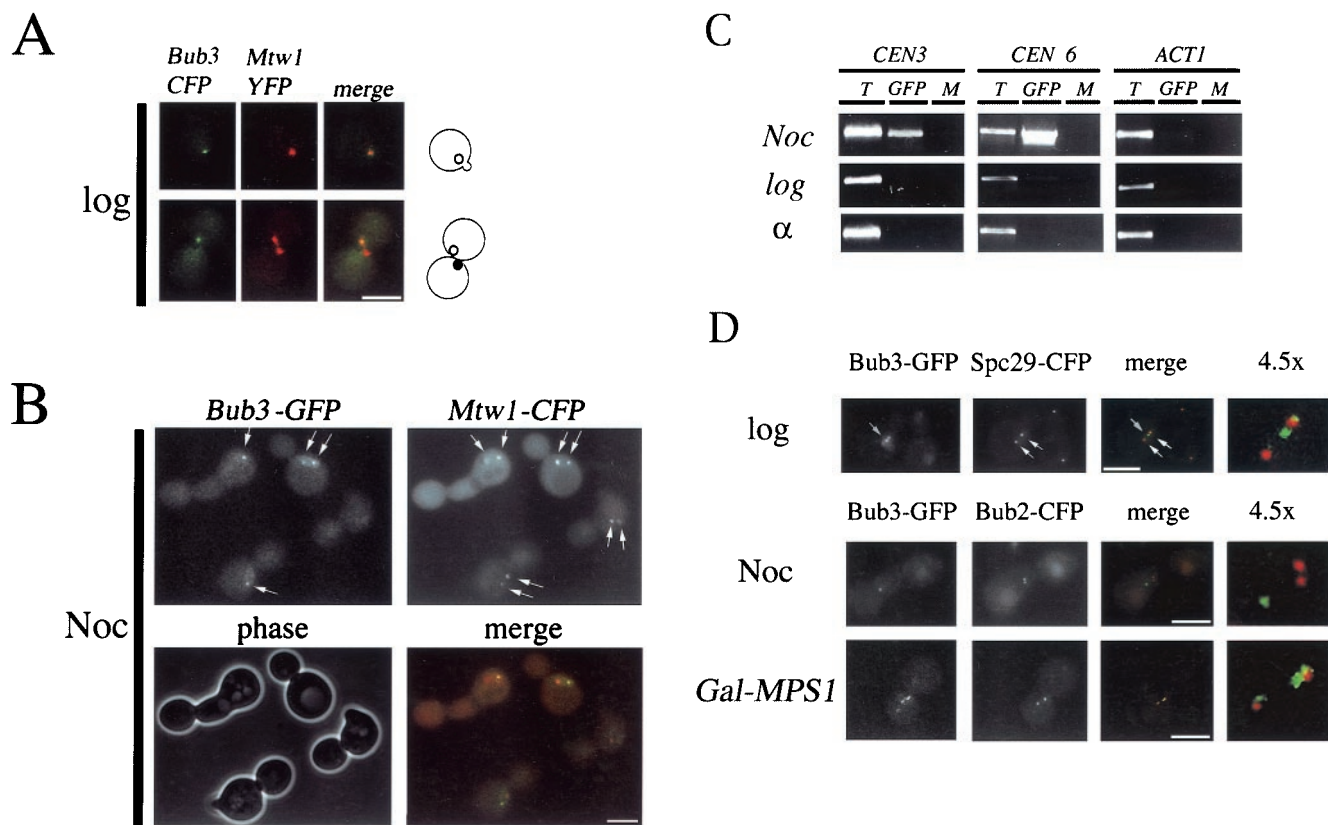 A
Bub3 Mtw1
CFP YFP merge
log
B
Bub3-GFP Mtw1-CFP
Noc
phase merge
C
CEN3 CEN 6 ACT1
T GFP M T GFP M T GFP M
Noc
log
α
D
Bub3-GFP Spc29-CFP merge 4.5x
log
Bub3-GFP Bub2-CFP merge 4.5x
Noc
Gal-MPS1